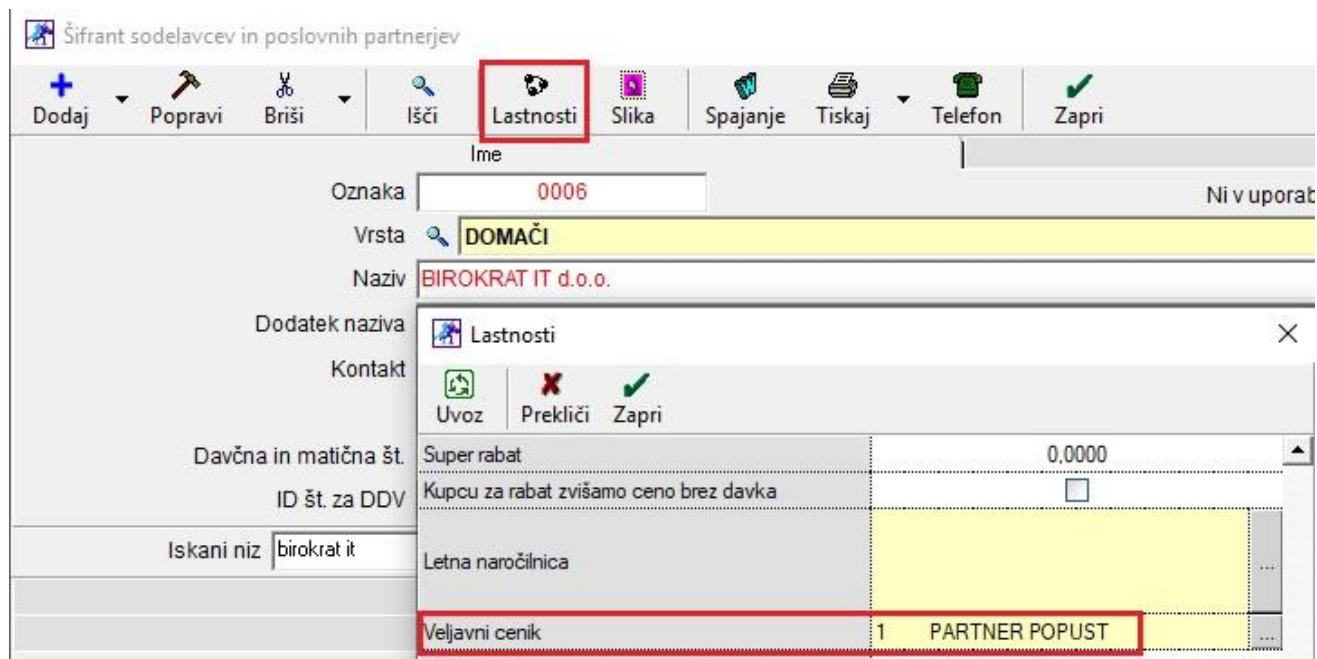 Šifrant sodelavcev in poslovnih partnerjev
Dodaj Popravi Briši Išči Lastnosti Slika Spajanje Tiskaj Telefon Zapri
Ime
Oznaka 0006 Ni v uporab
Vrsta DOMAČI
Naziv BIROKRAT IT d.o.o.
Dodatek naziva
Kontakt
Davčna in matična št.
ID št. za DDV
Iskani niz birokrat it
Lastnosti
Uvoz Prekliči Zapri
Super rabat 0,0000
Kupcu za rabat zvišamo ceno brez davka
Letna naročilnica ...
Veljavni cenik 1 PARTNER POPUST ...